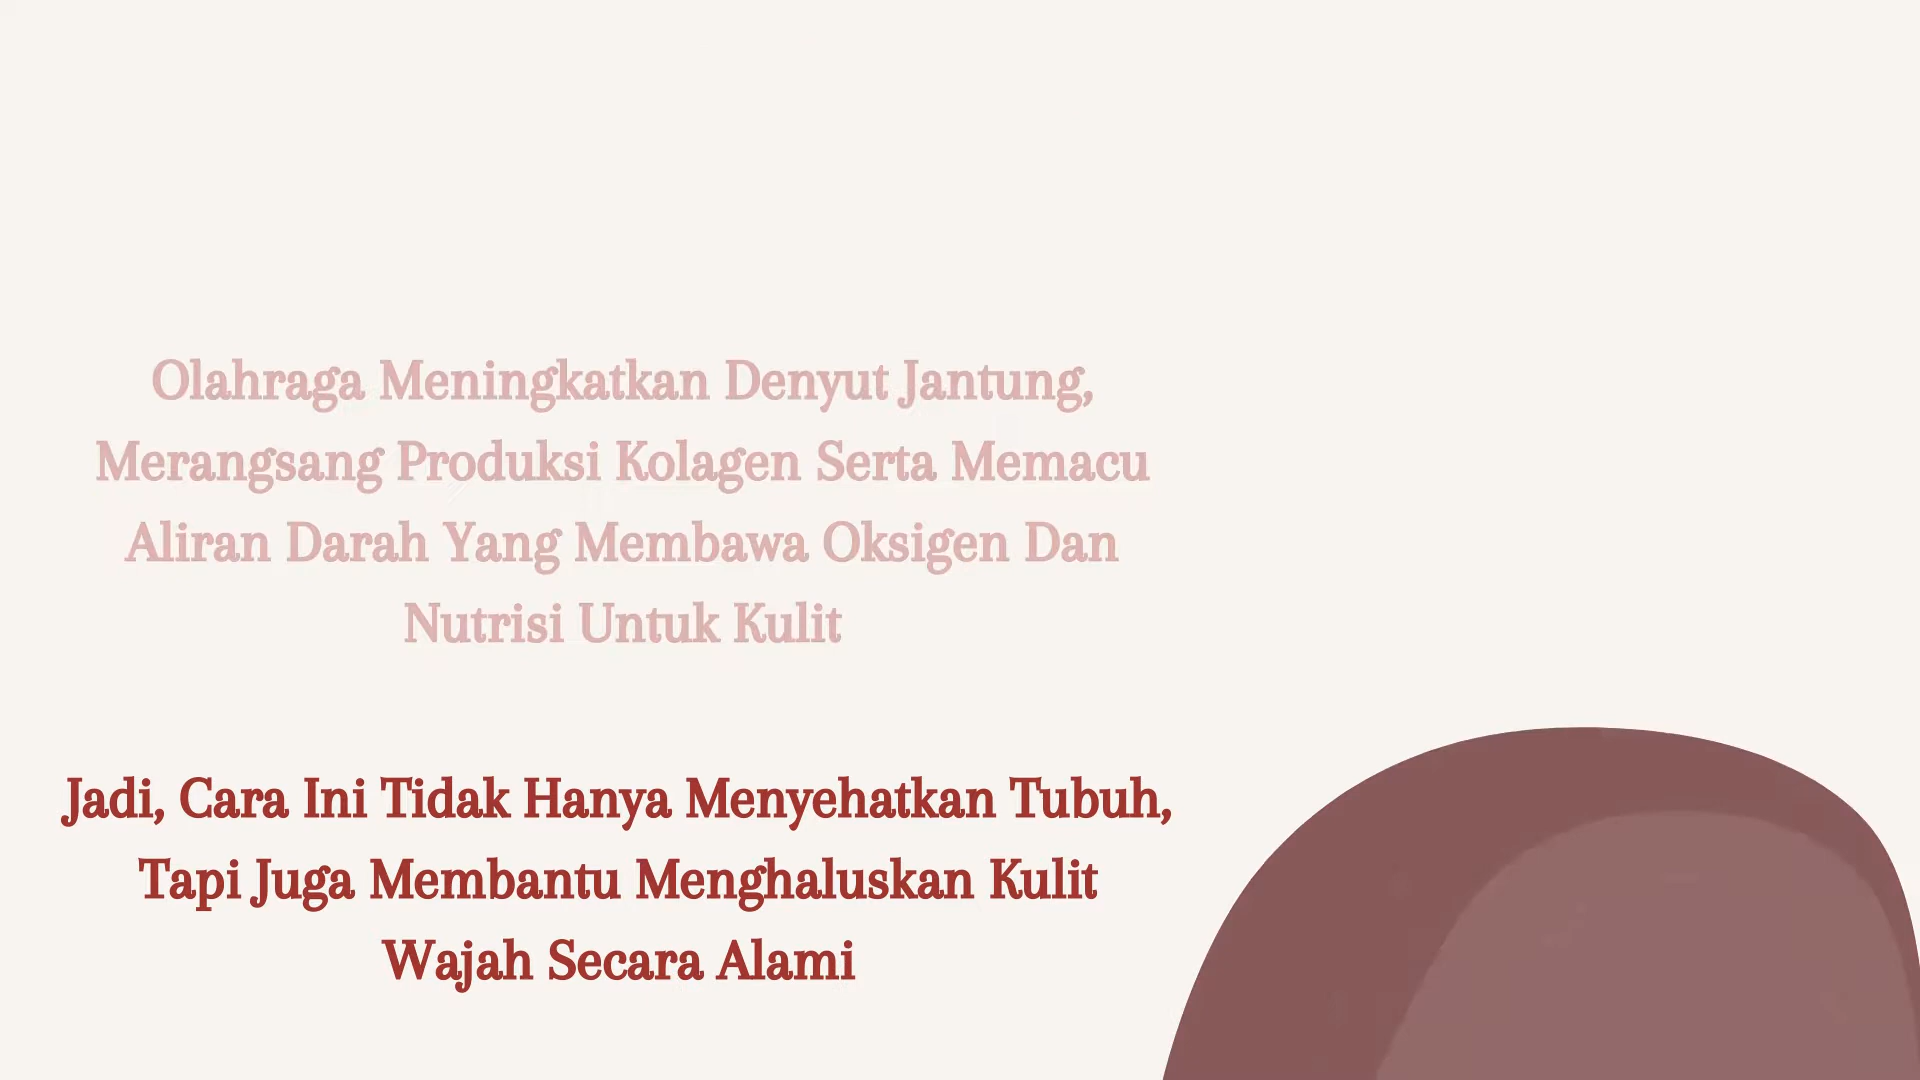 Olahraga Meningkatkan Denyut Jantung,
Merangsang Produksi Kolagen Serta Memacu
Aliran Darah Yang Membawa Oksigen Dan
Nutrisi Untuk Kulit
Jadi, Cara Ini Tidak Hanya Menyehatkan Tubuh,
Tapi Juga Membantu Menghaluskan Kulit
Wajah Secara Alami